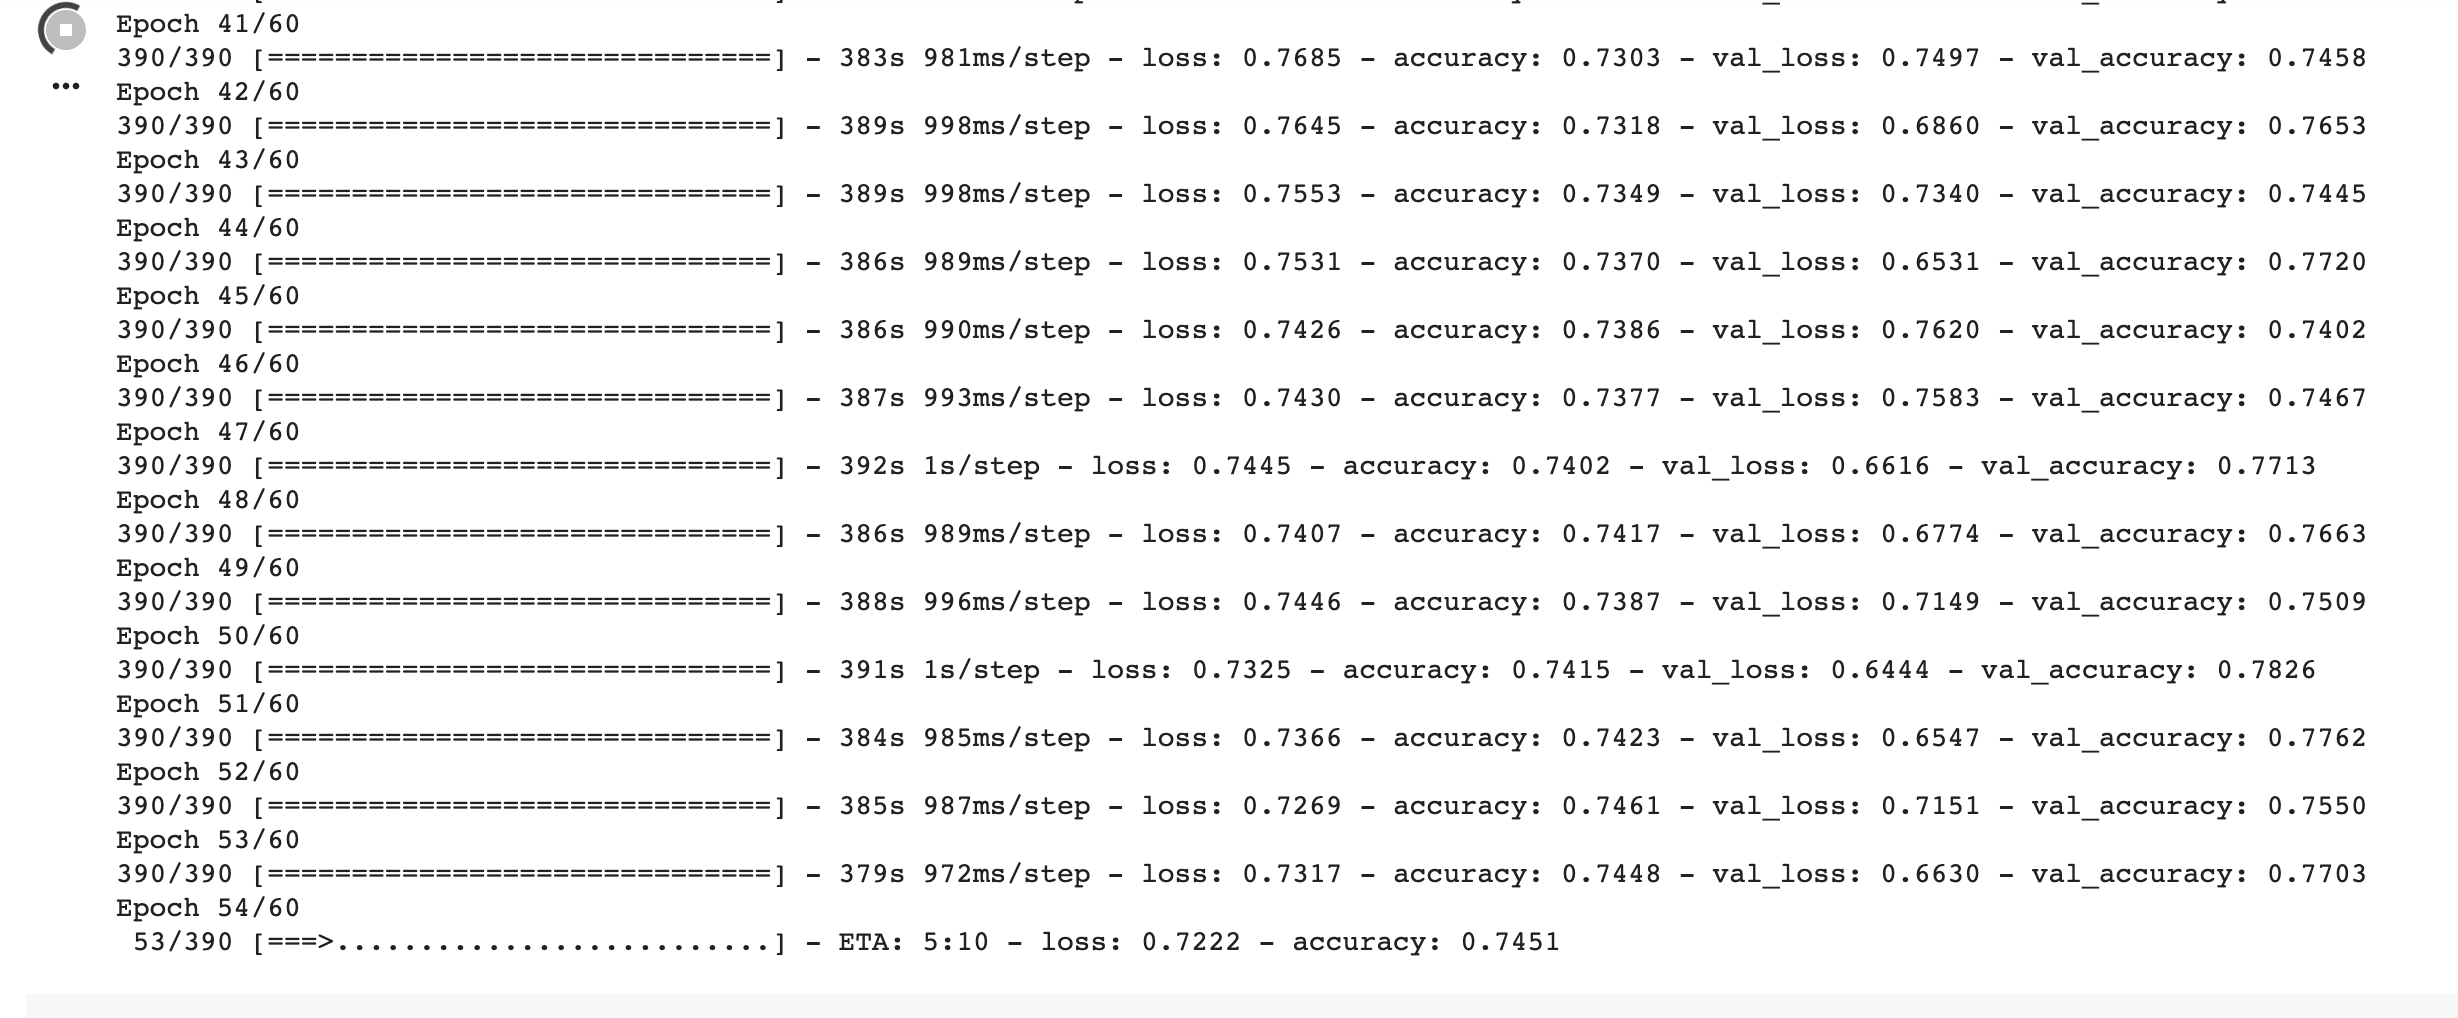 Epoch 41/60
390/390 [==============================] - 383s 981ms/step - loss: 0.7685 - accuracy: 0.7303 - val_loss: 0.7497 - val_accuracy: 0.7458
Epoch 42/60
390/390 [==============================] - 389s 998ms/step - loss: 0.7645 - accuracy: 0.7318 - val_loss: 0.6860 - val_accuracy: 0.7653
Epoch 43/60
390/390 [==============================] - 389s 998ms/step - loss: 0.7553 - accuracy: 0.7349 - val_loss: 0.7340 - val_accuracy: 0.7445
Epoch 44/60
390/390 [==============================] - 386s 989ms/step - loss: 0.7531 - accuracy: 0.7370 - val_loss: 0.6531 - val_accuracy: 0.7720
Epoch 45/60
390/390 [==============================] - 386s 990ms/step - loss: 0.7426 - accuracy: 0.7386 - val_loss: 0.7620 - val_accuracy: 0.7402
Epoch 46/60
390/390 [==============================] - 387s 993ms/step - loss: 0.7430 - accuracy: 0.7377 - val_loss: 0.7583 - val_accuracy: 0.7467
Epoch 47/60
390/390 [==============================] - 392s 1s/step - loss: 0.7445 - accuracy: 0.7402 - val_loss: 0.6616 - val_accuracy: 0.7713
Epoch 48/60
390/390 [==============================] - 386s 989ms/step - loss: 0.7407 - accuracy: 0.7417 - val_loss: 0.6774 - val_accuracy: 0.7663
Epoch 49/60
390/390 [==============================] - 388s 996ms/step - loss: 0.7446 - accuracy: 0.7387 - val_loss: 0.7149 - val_accuracy: 0.7509
Epoch 50/60
390/390 [==============================] - 391s 1s/step - loss: 0.7325 - accuracy: 0.7415 - val_loss: 0.6444 - val_accuracy: 0.7826
Epoch 51/60
390/390 [==============================] - 384s 985ms/step - loss: 0.7366 - accuracy: 0.7423 - val_loss: 0.6547 - val_accuracy: 0.7762
Epoch 52/60
390/390 [==============================] - 385s 987ms/step - loss: 0.7269 - accuracy: 0.7461 - val_loss: 0.7151 - val_accuracy: 0.7550
Epoch 53/60
390/390 [==============================] - 379s 972ms/step - loss: 0.7317 - accuracy: 0.7448 - val_loss: 0.6630 - val_accuracy: 0.7703
Epoch 54/60
53/390 [===>..........................] - ETA: 5:10 - loss: 0.7222 - accuracy: 0.7451